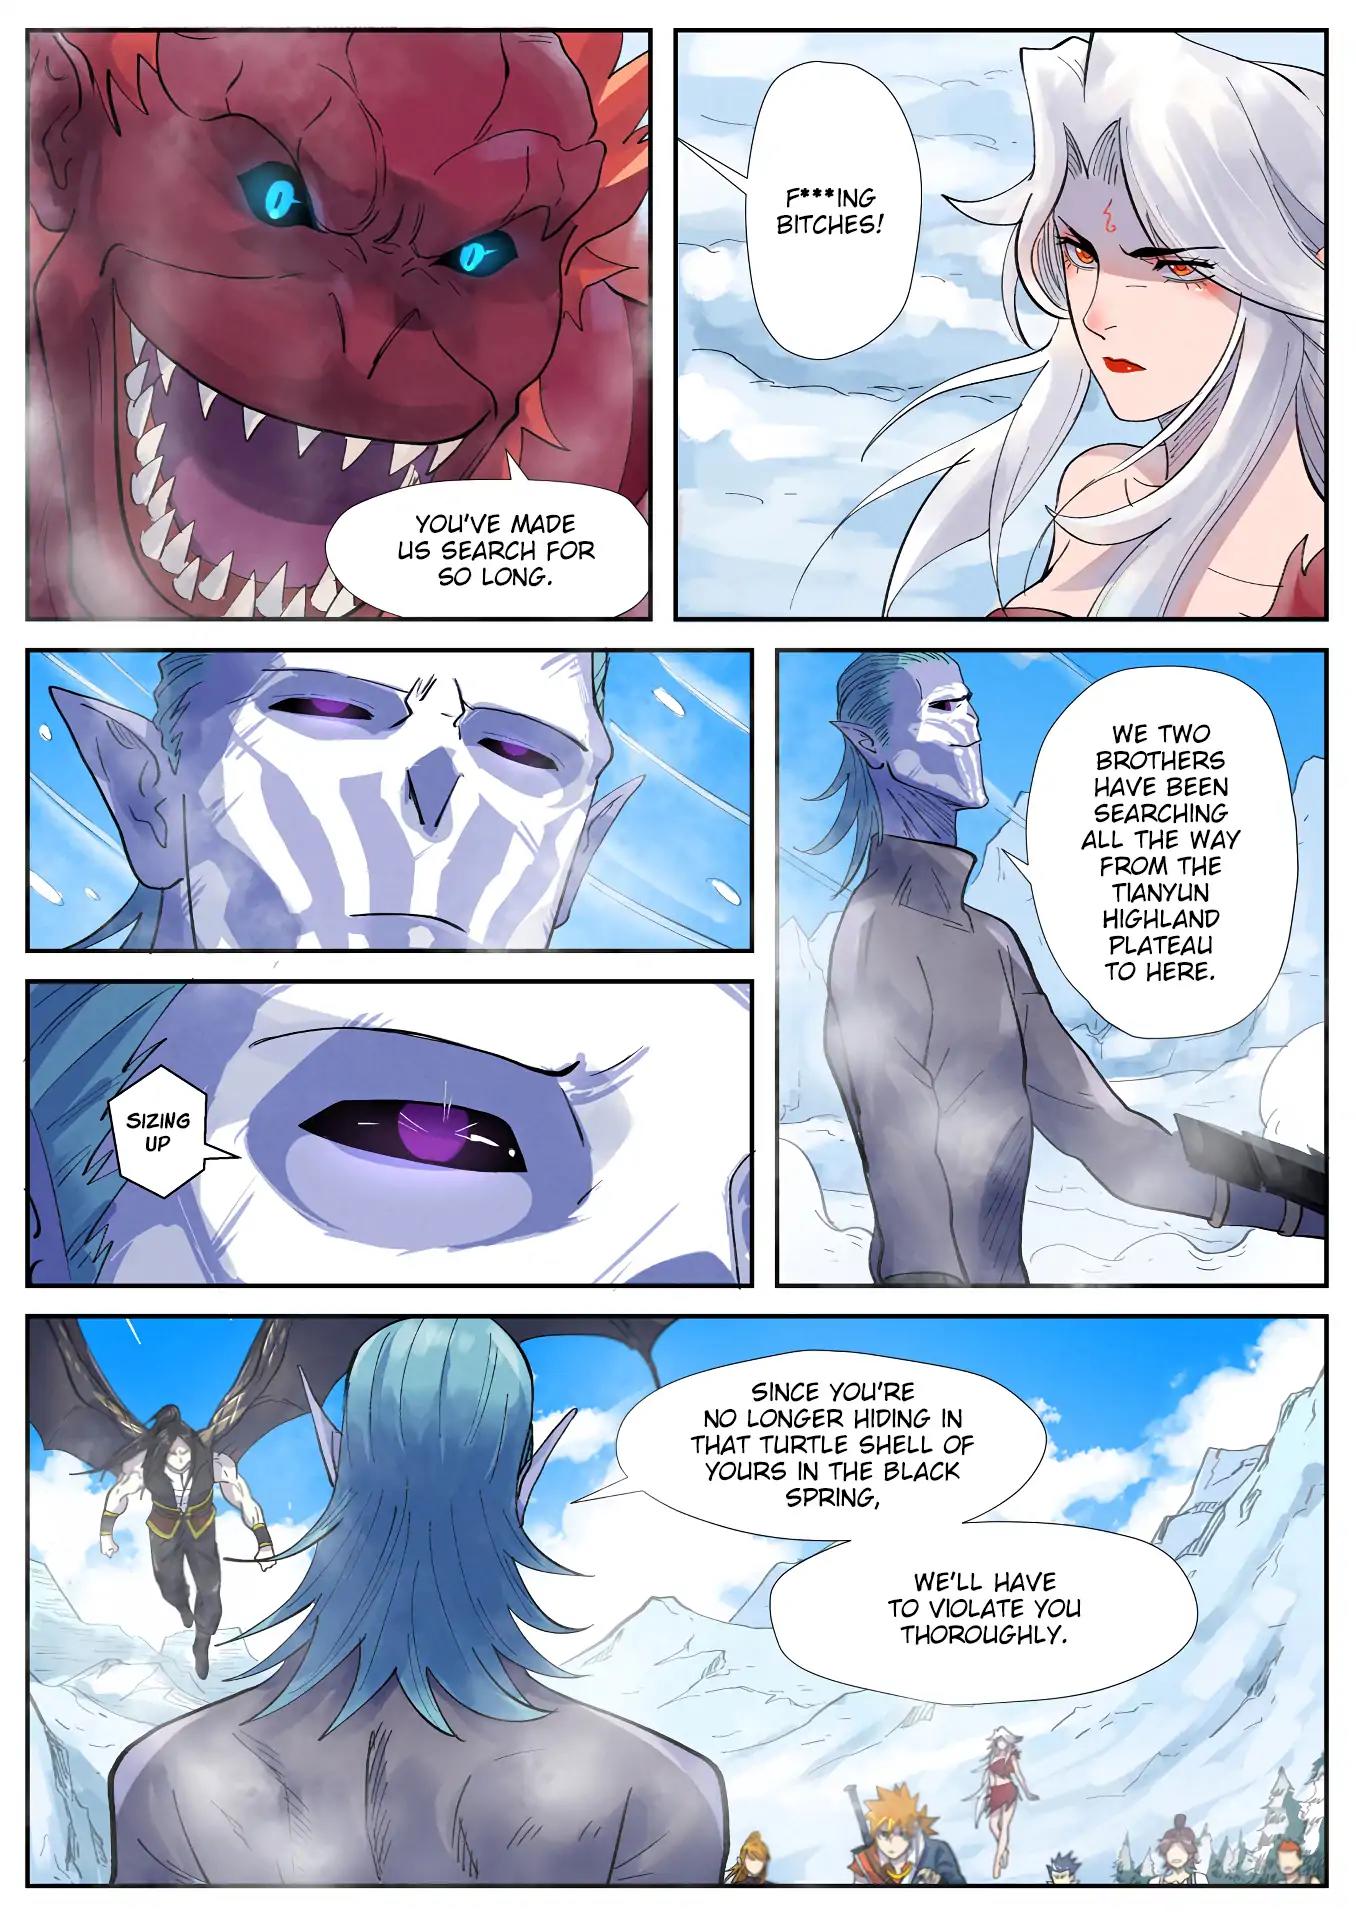 YOU'VE MADE
US SEARCH FOR
SO LONG.
F***ING
BITCHES!
WE TWO
BROTHERS
HAVE BEEN
SEARCHING
ALL THE WAY
FROM THE
TIANYUN
HIGHLAND
PLATEAU
TO HERE.
SIZING
UP
SINCE YOU'RE
NO LONGER HIDING IN
THAT TURTLE SHELL OF
YOURS IN THE BLACK
SPRING,
WE'LL HAVE
TO VIOLATE YOU
THOROUGHLY.